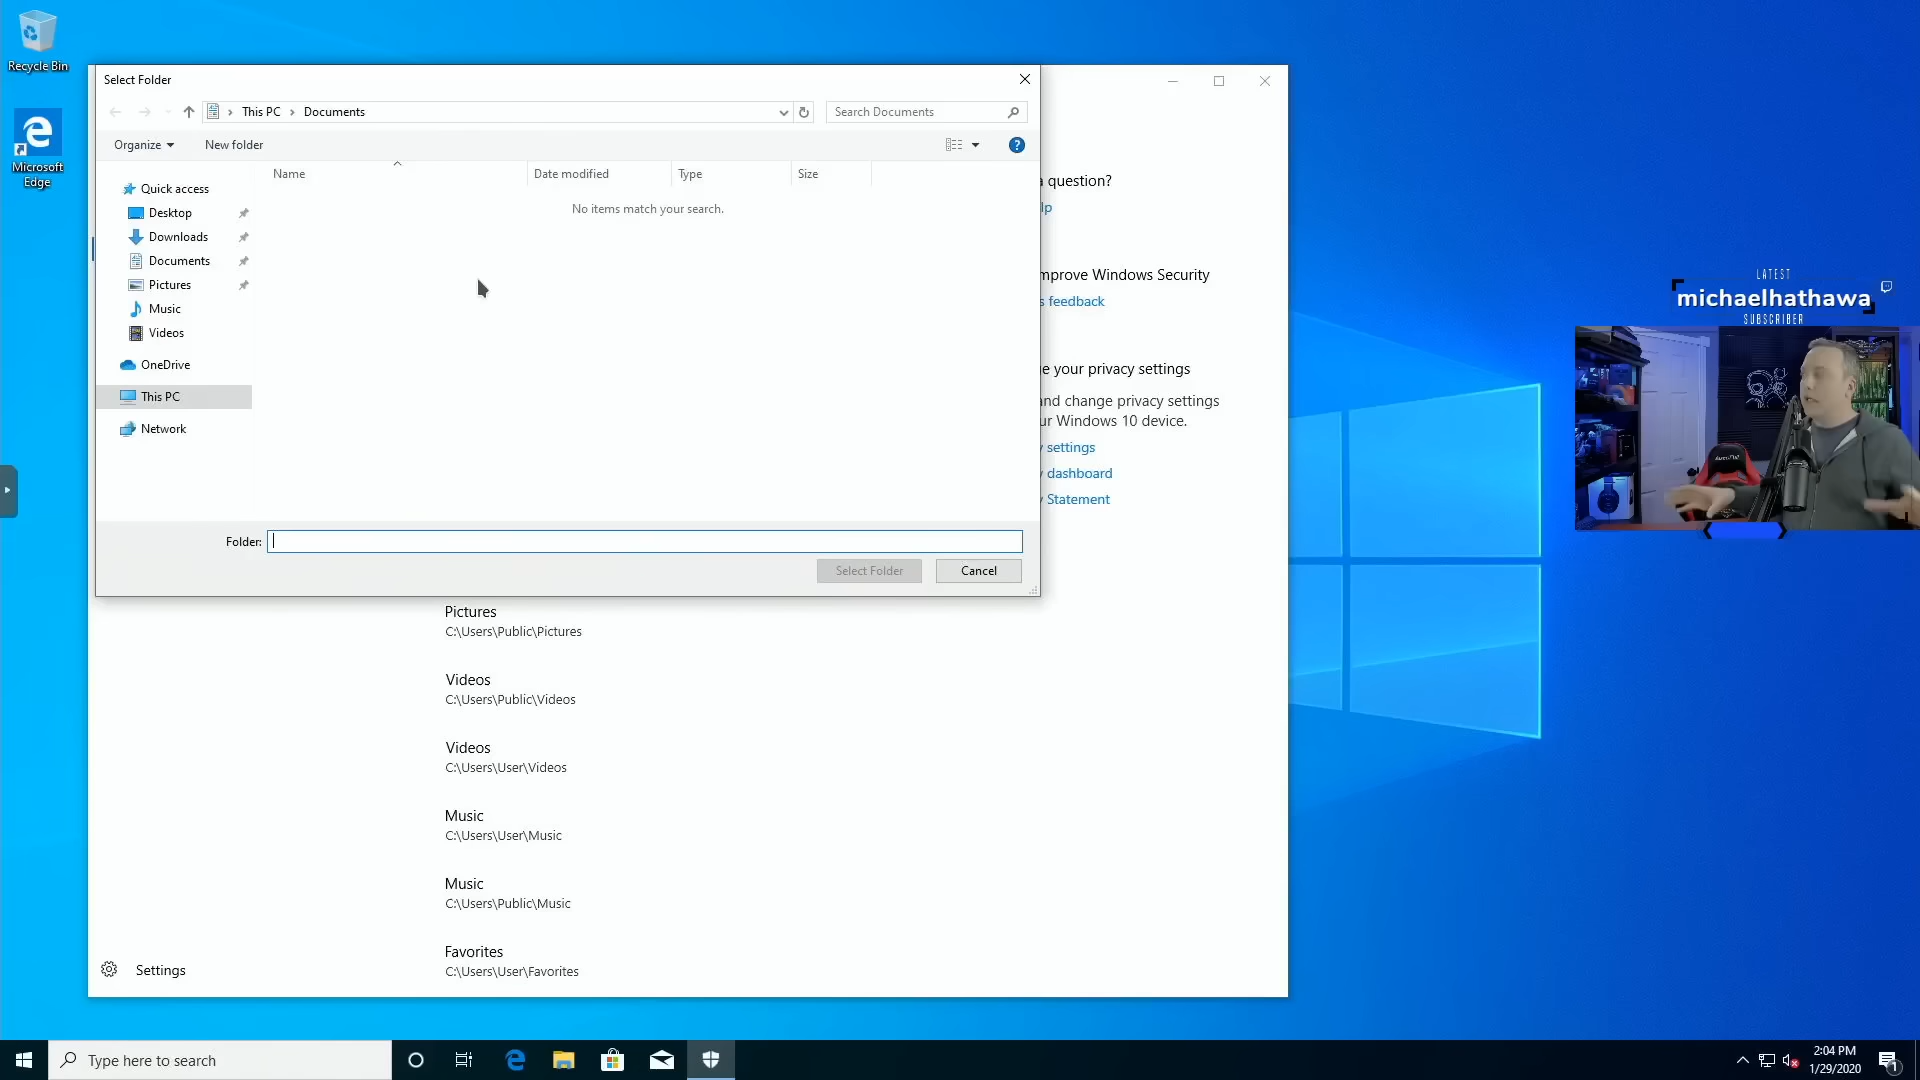 Recycle Bin
Microsoft
Edge
Select Folder
This PC
Documents
Search Documents
Organize
New folder
?
Name
Date modified
Type
Size
No items match your search.
Quick access
Desktop
Downloads
Documents
Pictures
Music
Videos
OneDrive
This PC
Network
Folder:
Select Folder
Cancel
a question?
lp
mprove Windows Security
s feedback
e your privacy settings
and change privacy settings
ur Windows 10 device.
y settings
y dashboard
y Statement
Pictures
C:\Users\Public\Pictures
Videos
C:\Users\Public\Videos
Videos
C:\Users\User\Videos
Music
C:\Users\User\Music
Music
C:\Users\Public\Music
Favorites
C:\Users\User\Favorites
Settings
LATEST
michaelhathawa
SUBSCRIBER
Type here to search
2:04 PM
1/29/2020
1